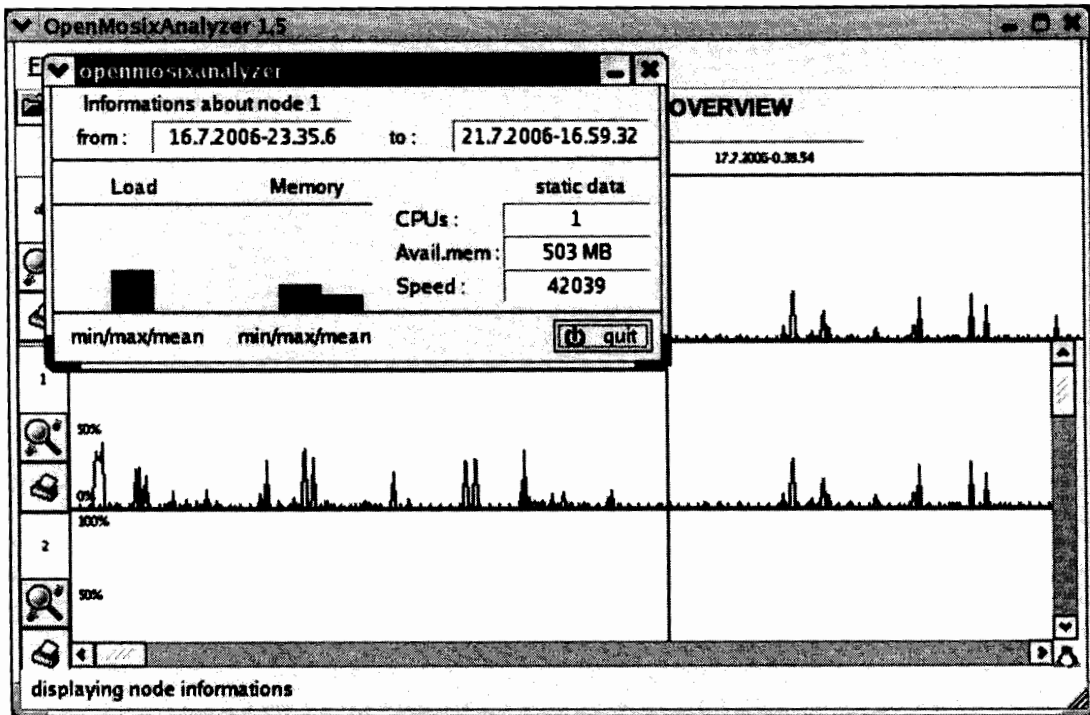 OpenMosixAnalyzer 1,5
openmosixanalyzer
Informations about node 1
from : 16.7.2006-23.35.6 to : 21.7.2006-16.59.32
OVERVIEW
17.7.2006-0.38.54
Load Memory static data
CPUs : 1
Avail.mem : 503 MB
Speed : 42039
min/max/mean min/max/mean quit
1
50%
0%
100%
2
50%
displaying node informations